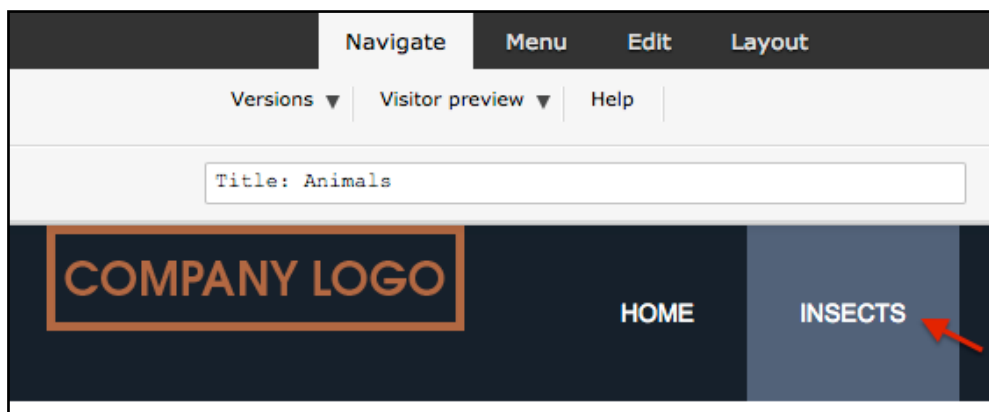 Navigate Menu Edit Layout
Versions ▼ Visitor preview ▼ Help
Title: Animals
COMPANY LOGO
HOME INSECTS